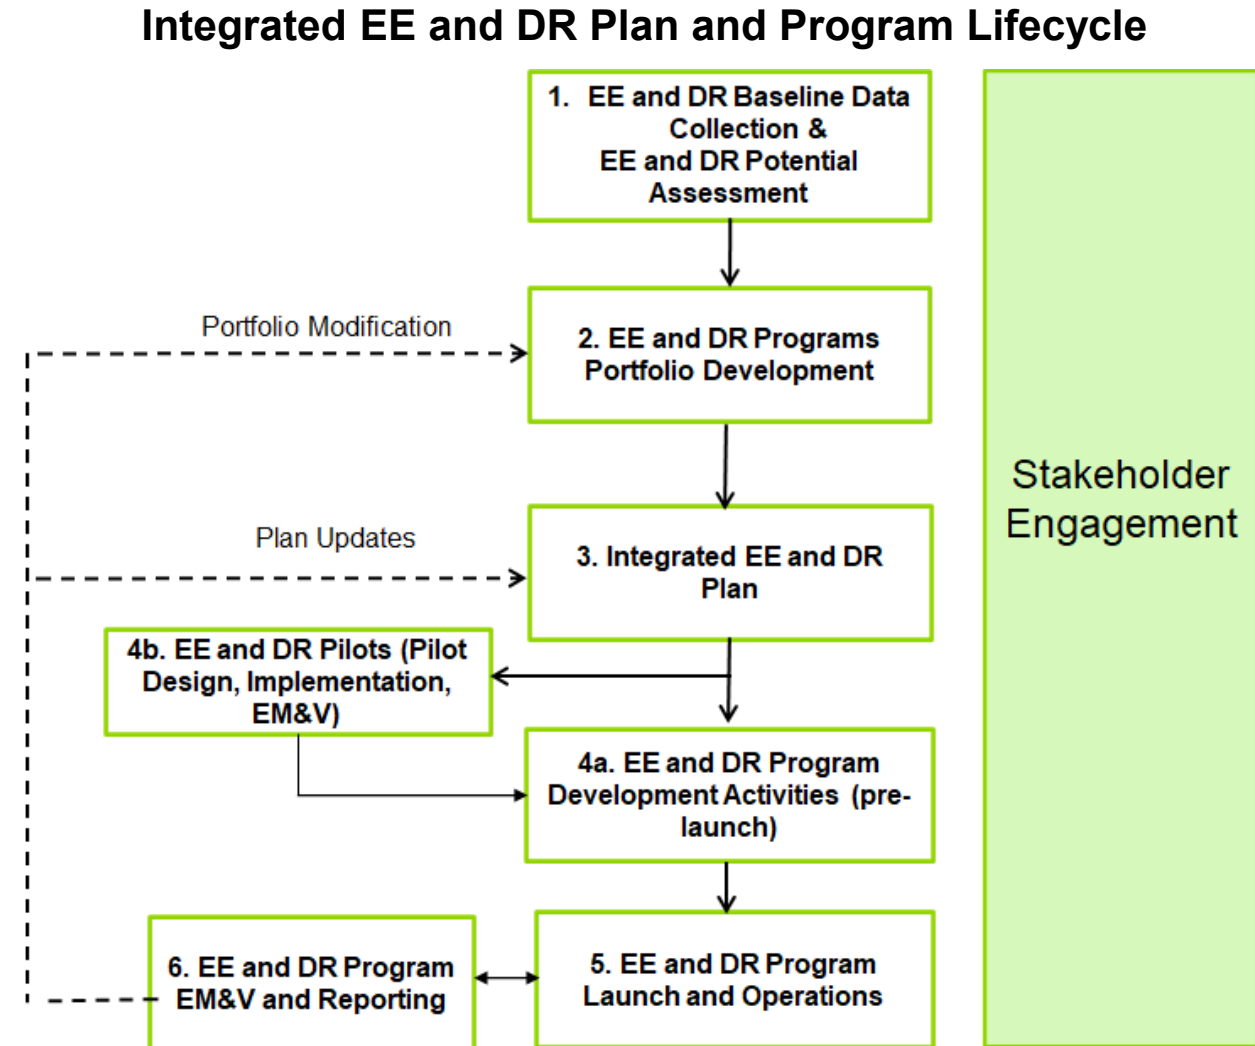 Integrated EE and DR Plan and Program Lifecycle
1. EE and DR Baseline Data
Collection &
EE and DR Potential
Assessment
Portfolio Modification
2. EE and DR Programs
Portfolio Development
Stakeholder
Engagement
Plan Updates
3. Integrated EE and DR
Plan
4b. EE and DR Pilots (Pilot
Design, Implementation,
EM&V)
4a. EE and DR Program
Development Activities (pre-
launch)
6. EE and DR Program
EM&V and Reporting
5. EE and DR Program
Launch and Operations